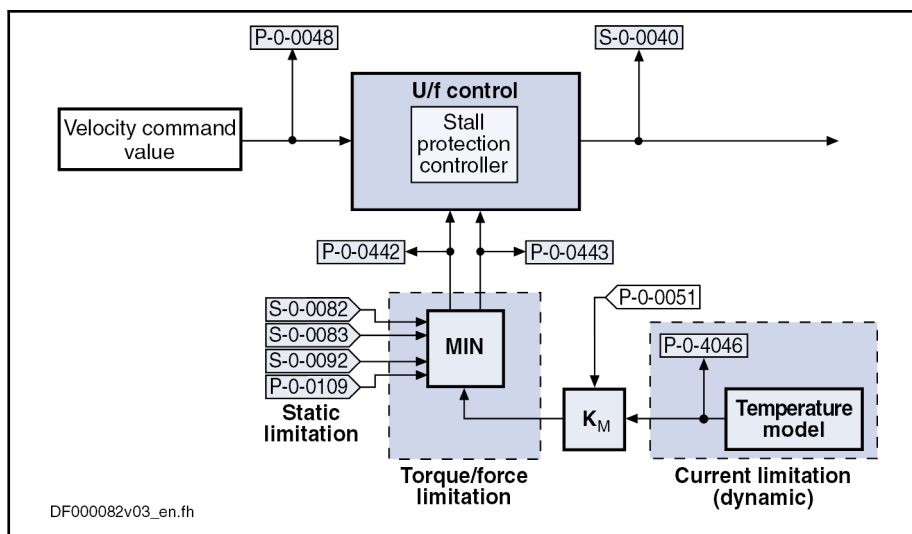 P-0-0048
S-0-0040
U/f control
Stall
protection
controller
Velocity command
value
P-0-0442
P-0-0443
S-0-0082
S-0-0083
S-0-0092
P-0-0109
Static
limitation
MIN
Torque/force
limitation
P-0-0051
KM
P-0-4046
Temperature
model
Current limitation
(dynamic)
DF000082v03_en.fh